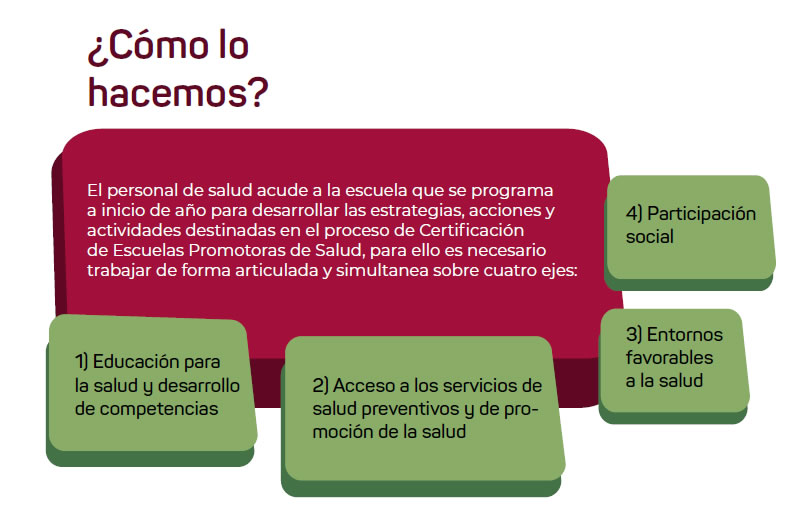 ¿Cómo lo
hacemos?
El personal de salud acude a la escuela que se programa
a inicio de año para desarrollar las estrategias, acciones y
actividades destinadas en el proceso de Certificación
de Escuelas Promotoras de Salud, para ello es necesario
trabajar de forma articulada y simultanea sobre cuatro ejes:
1) Educación para
la salud y desarrollo
de competencias
2) Acceso a los servicios de
salud preventivos y de pro-
moción de la salud
3) Entornos
favorables
a la salud
4) Participación
social